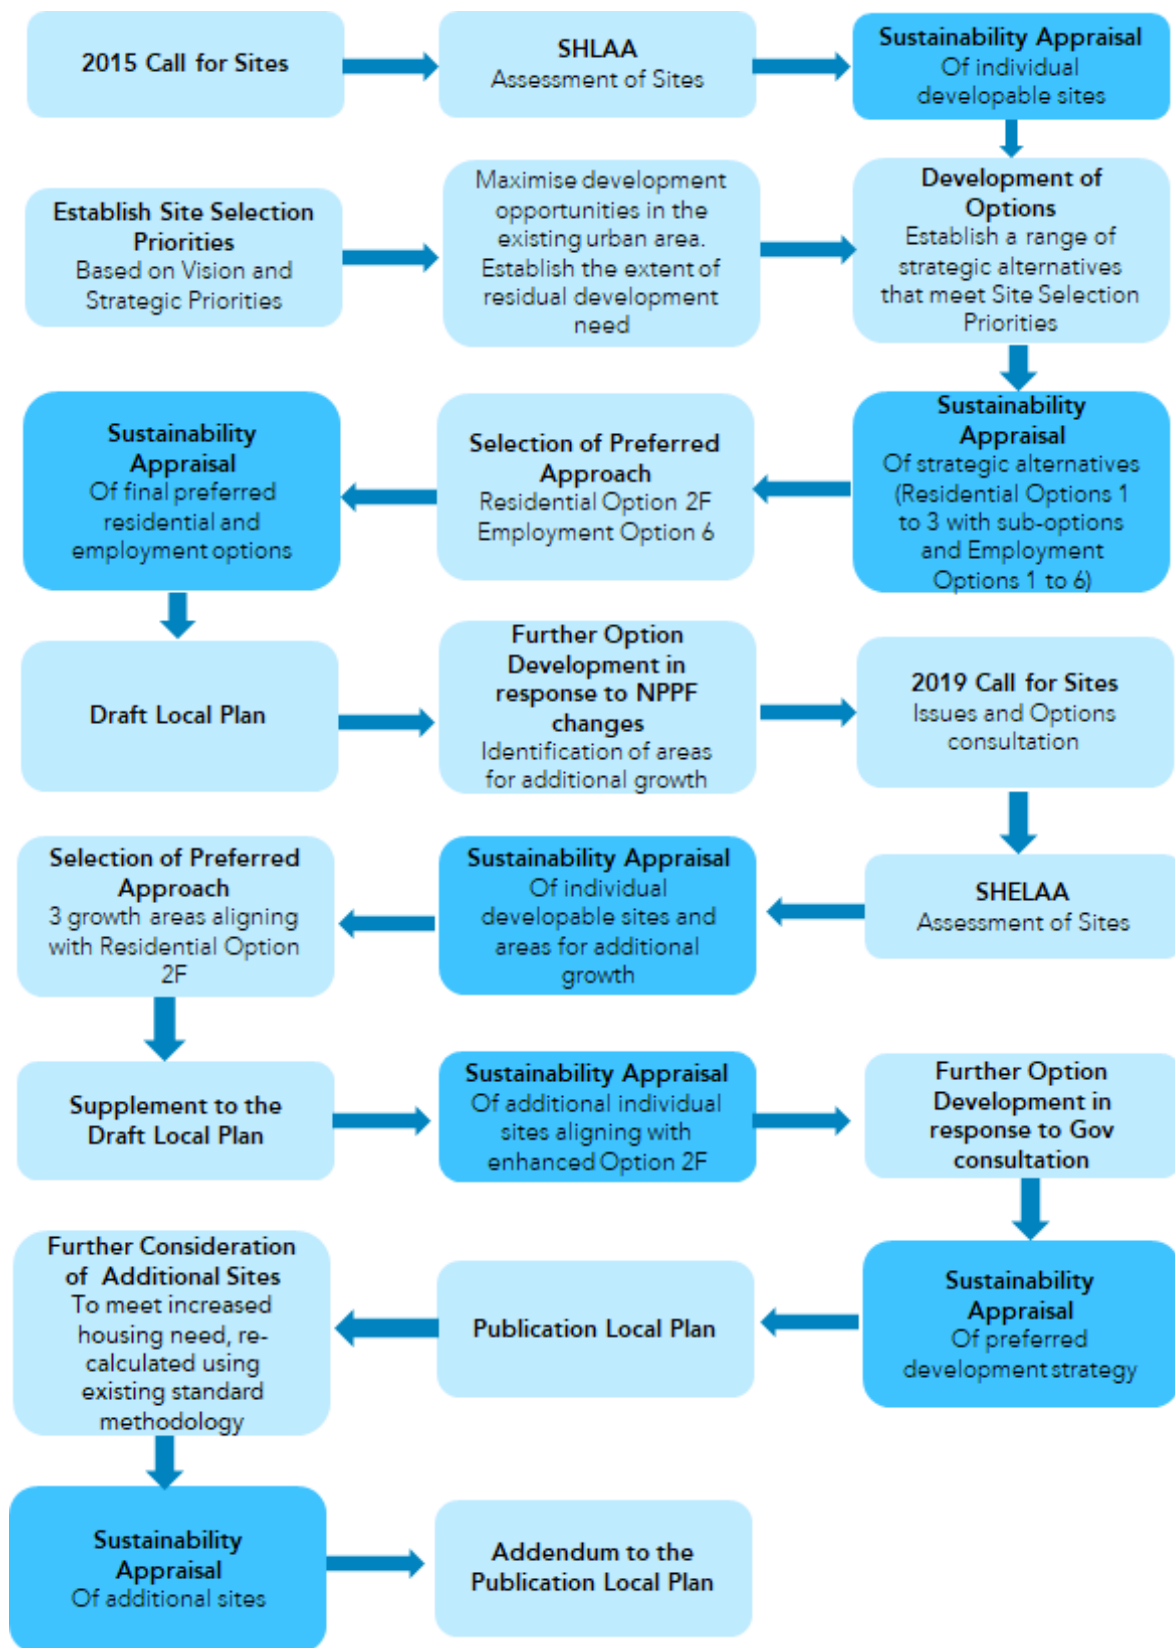 2015 Call for Sites
SHLAA
Assessment of Sites
Sustainability Appraisal
Of individual
developable sites
Establish Site Selection
Priorities
Based on Vision and
Strategic Priorities
Maximise development
opportunities in the
existing urban area.
Establish the extent of
residual development
need
Development of
Options
Establish a range of
strategic alternatives
that meet Site Selection
Priorities
Sustainability
Appraisal
Of strategic alternatives
(Residential Options 1
to 3 with sub-options
and Employment
Options 1 to 6)
Selection of Preferred
Approach
Residential Option 2F
Employment Option 6
Sustainability
Appraisal
Of final preferred
residential and
employment options
Draft Local Plan
Further Option
Development in
response to NPPF
changes
Identification of areas
for additional growth
2019 Call for Sites
Issues and Options
consultation
SHELAA
Assessment of Sites
Sustainability Appraisal
Of individual
developable sites and
areas for additional
growth
Selection of Preferred
Approach
3 growth areas aligning
with Residential Option
2F
Supplement to the
Draft Local Plan
Sustainability Appraisal
Of additional individual
sites aligning with
enhanced Option 2F
Further Option
Development in
response to Gov
consultation
Sustainability
Appraisal
Of preferred
development strategy
Publication Local Plan
Further Consideration
of Additional Sites
To meet increased
housing need, re-
calculated using
existing standard
methodology
Sustainability
Appraisal
Of additional sites
Addendum to the
Publication Local Plan